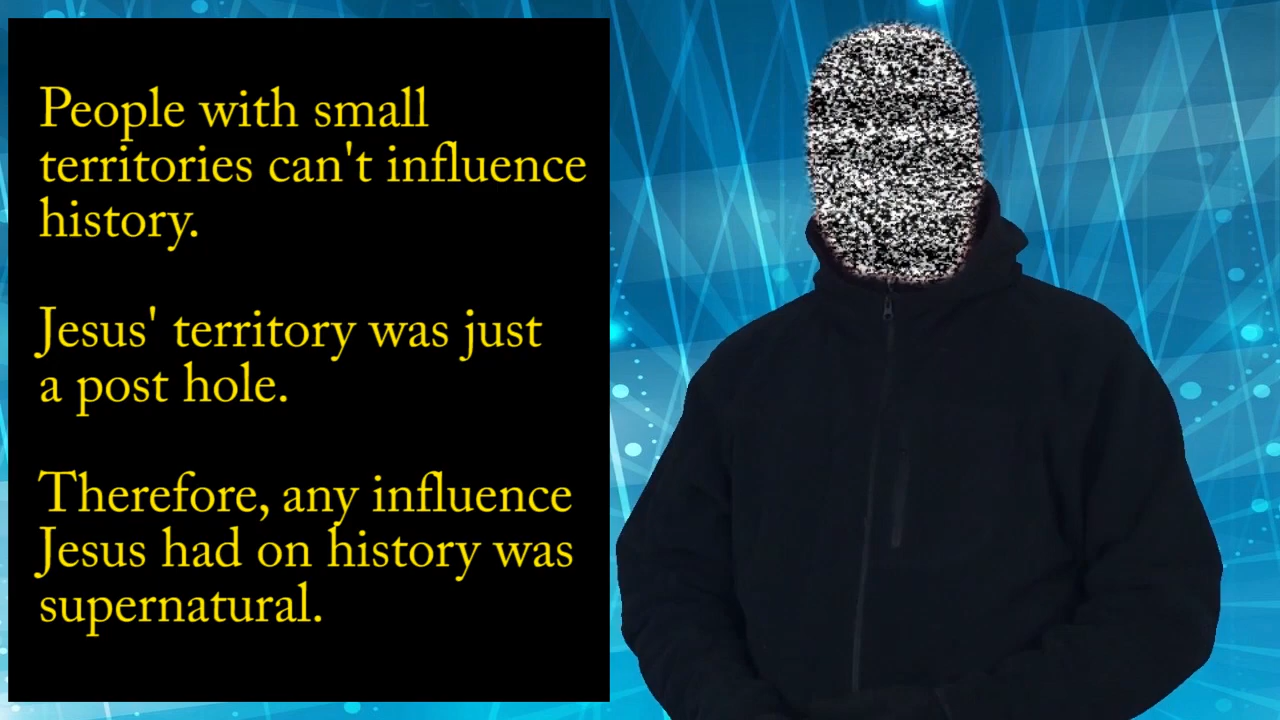 People with small
territories can't influence
history.
Jesus' territory was just
a post hole.
Therefore, any influence
Jesus had on history was
supernatural.